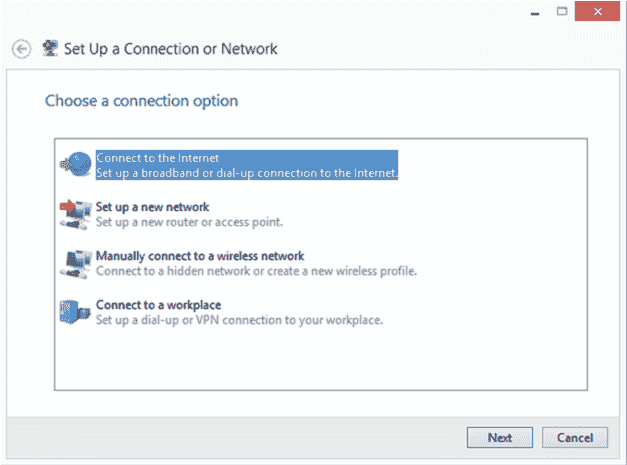 Set Up a Connection or Network
Choose a connection option
Connect to the Internet
Set up a broadband or dial-up connection to the Internet.
Set up a new network
Set up a new router or access point.
Manually connect to a wireless network
Connect to a hidden network or create a new wireless profile.
Connect to a workplace
Set up a dial-up or VPN connection to your workplace.
Next
Cancel